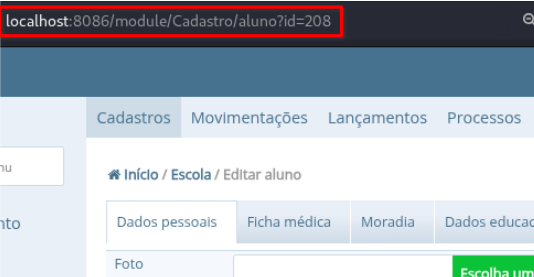 localhost:8086/module/Cadastro/aluno?id=208
Cadastros Movimentações Lançamentos Processos
nu
Início / Escola / Editar aluno
nto
Dados pessoais Ficha médica Moradia Dados educac
Foto
Escolha um